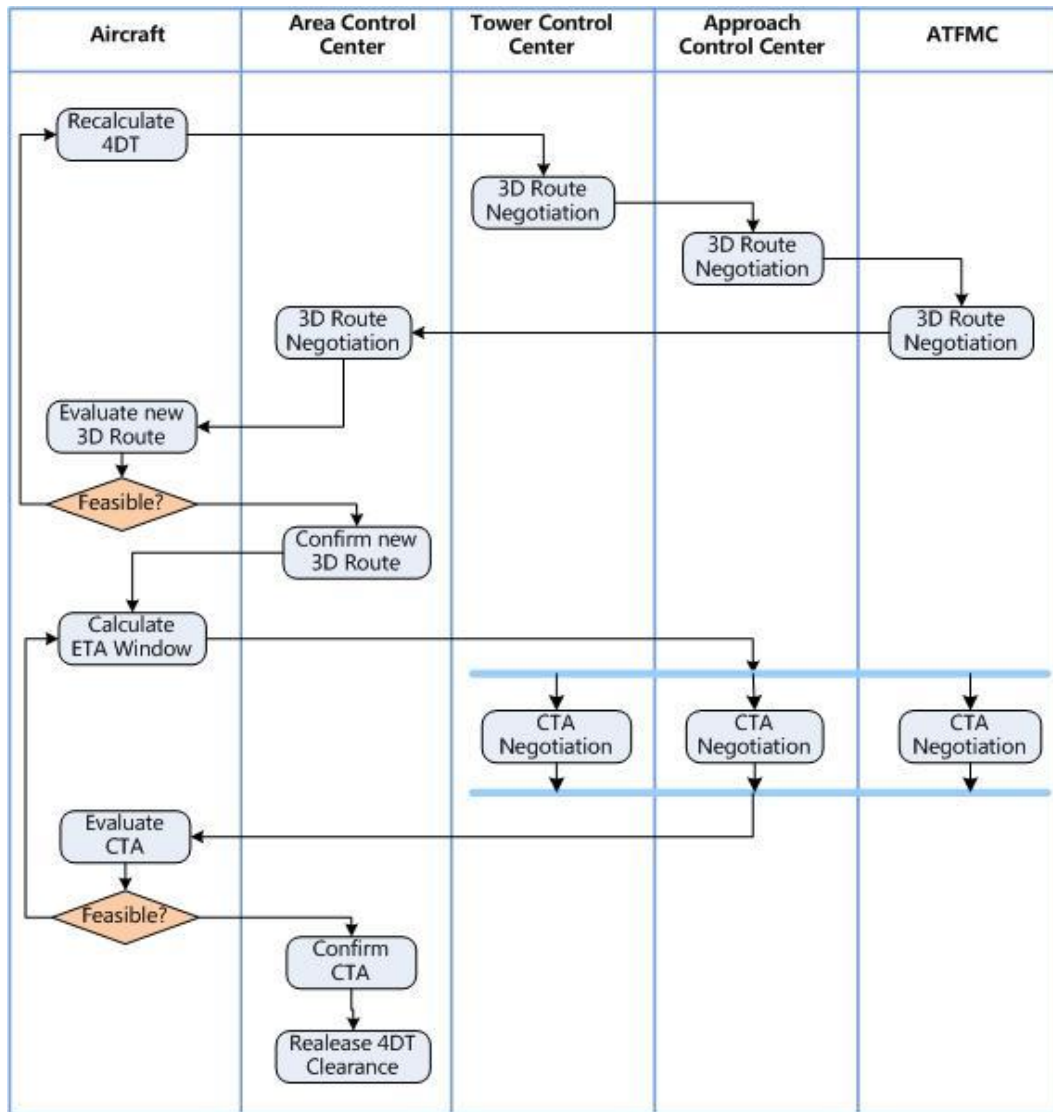 Aircraft
Area Control
Center
Tower Control
Center
Approach
Control Center
ATFMC
Recalculate
4DT
3D Route
Negotiation
3D Route
Negotiation
3D Route
Negotiation
3D Route
Negotiation
Evaluate new
3D Route
Feasible?
Confirm new
3D Route
Calculate
ETA Window
CTA
Negotiation
CTA
Negotiation
CTA
Negotiation
Evaluate
CTA
Feasible?
Confirm
CTA
Realease 4DT
Clearance